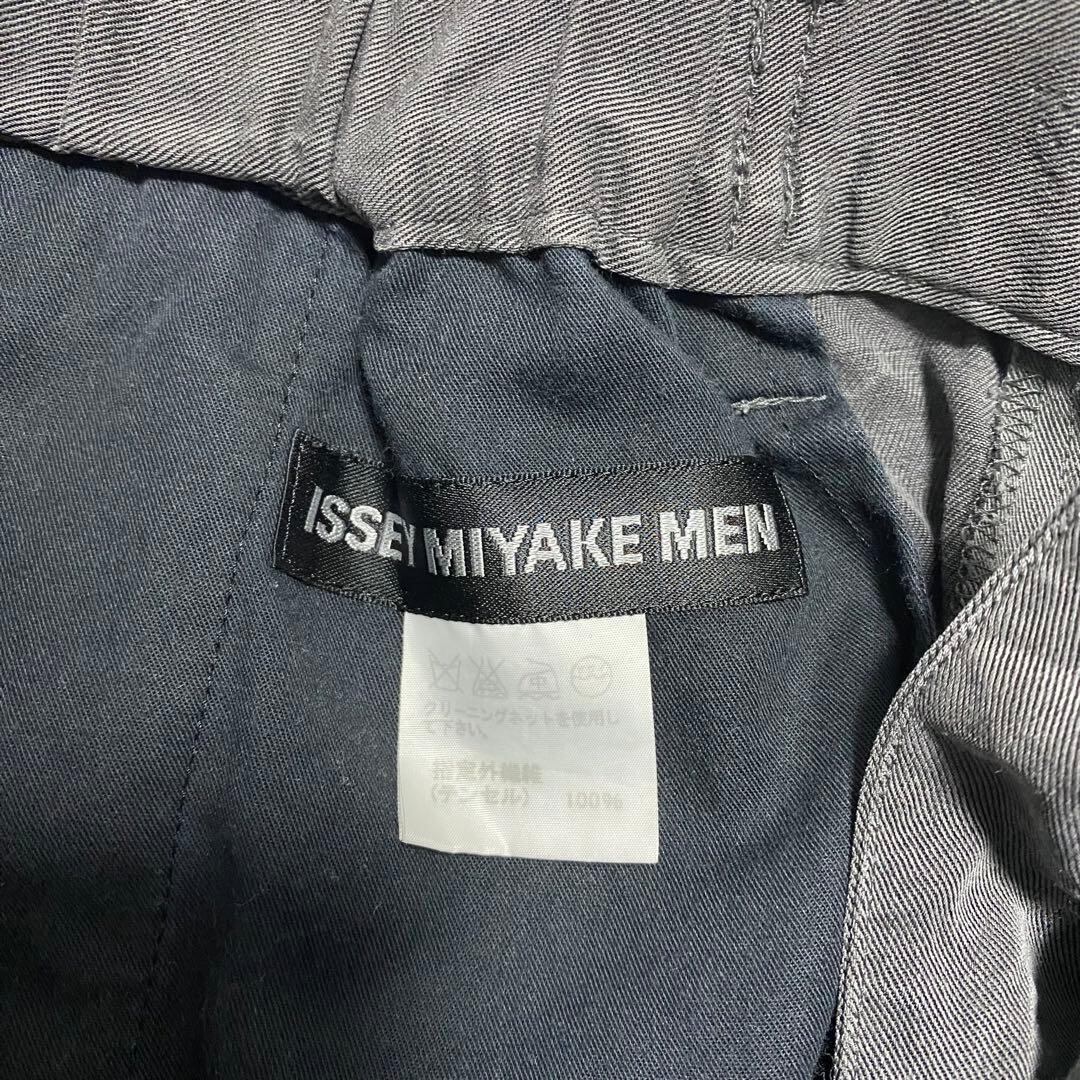 ISSEY MIYAKE MEN
クリーニングネットを使用し
て下さい。
指定外繊維
(テンセル) 100%